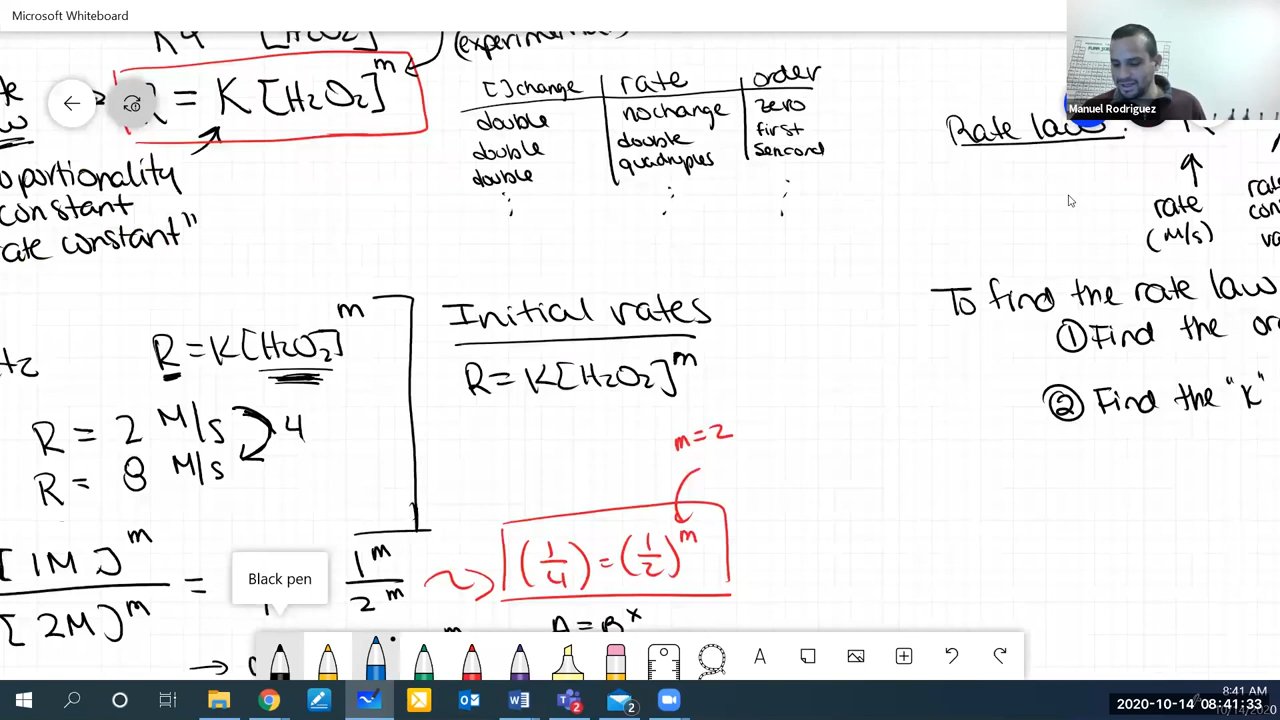 Microsoft Whiteboard
(experimental)
= K[H2O2]^m
constant
rate constant"
[ ]change rate order
double no change zero
double double first
double quadruples Sencord
Manuel Rodriguez
Rate law:
rate
(M/s)
To find the rate law
① Find the
② Find the "K"
R = K[H2O2]^m
R = 2 M/s
4
R = 8 M/s
Initial rates
R = K[H2O2]^m
m=2
[1M]^m
[2M]^m
=
1^m
2^m
(1/4) = (1/2)^m
A = B^x
Black pen
8:41 AM
2020-10-14 08:41:33